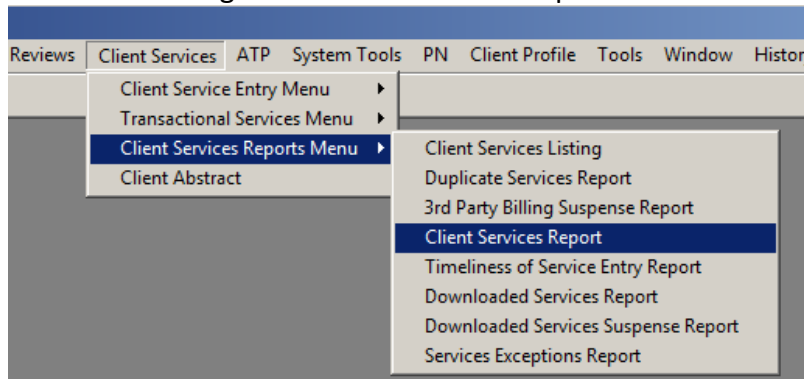 Reviews Client Services ATP System Tools PN Client Profile Tools Window Histor
Client Service Entry Menu
Transactional Services Menu
Client Services Reports Menu
Client Abstract
Client Services Listing
Duplicate Services Report
3rd Party Billing Suspense Report
Client Services Report
Timeliness of Service Entry Report
Downloaded Services Report
Downloaded Services Suspense Report
Services Exceptions Report